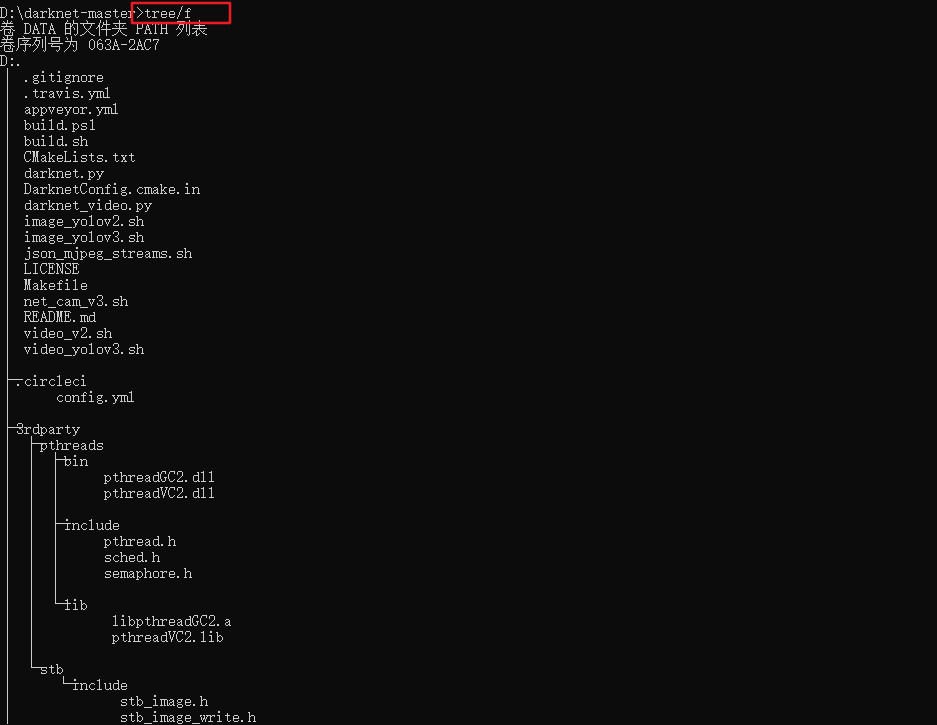 D:\darknet-master>tree/f
卷 DATA 的文件夹 PATH 列表
卷序列号为 063A-2AC7
D:.
.gitignore
.travis.yml
appveyor.yml
build.ps1
build.sh
CMakeLists.txt
darknet.py
DarknetConfig.cmake.in
darknet_video.py
image_yolov2.sh
image_yolov3.sh
json_mjpeg_streams.sh
LICENSE
Makefile
net_cam_v3.sh
README.md
video_v2.sh
video_yolov3.sh
.circleci
config.yml
3rdparty
pthreads
bin
pthreadGC2.dll
pthreadVC2.dll
include
pthread.h
sched.h
semaphore.h
lib
libpthreadGC2.a
pthreadVC2.lib
stb
include
stb_image.h
stb_image_write.h